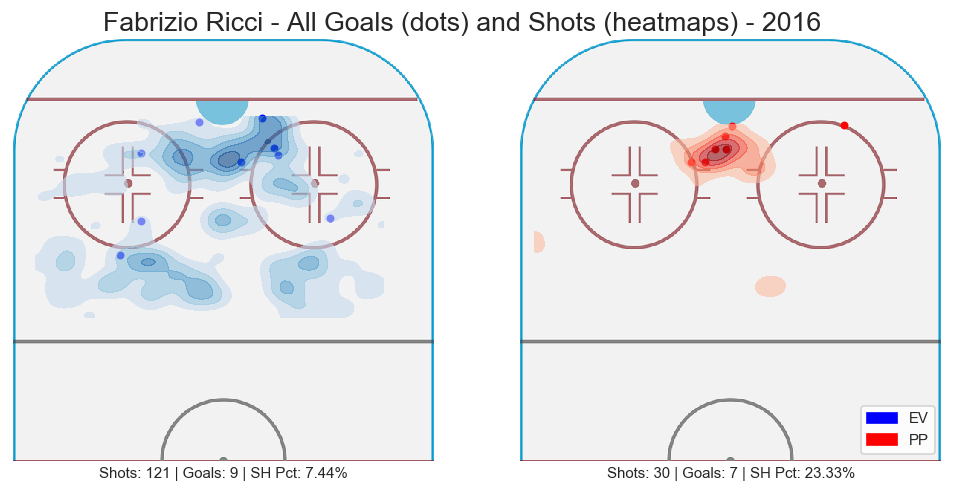 Fabrizio Ricci - All Goals (dots) and Shots (heatmaps) - 2016
EV
PP
Shots: 121 | Goals: 9 | SH Pct: 7.44%
Shots: 30 | Goals: 7 | SH Pct: 23.33%